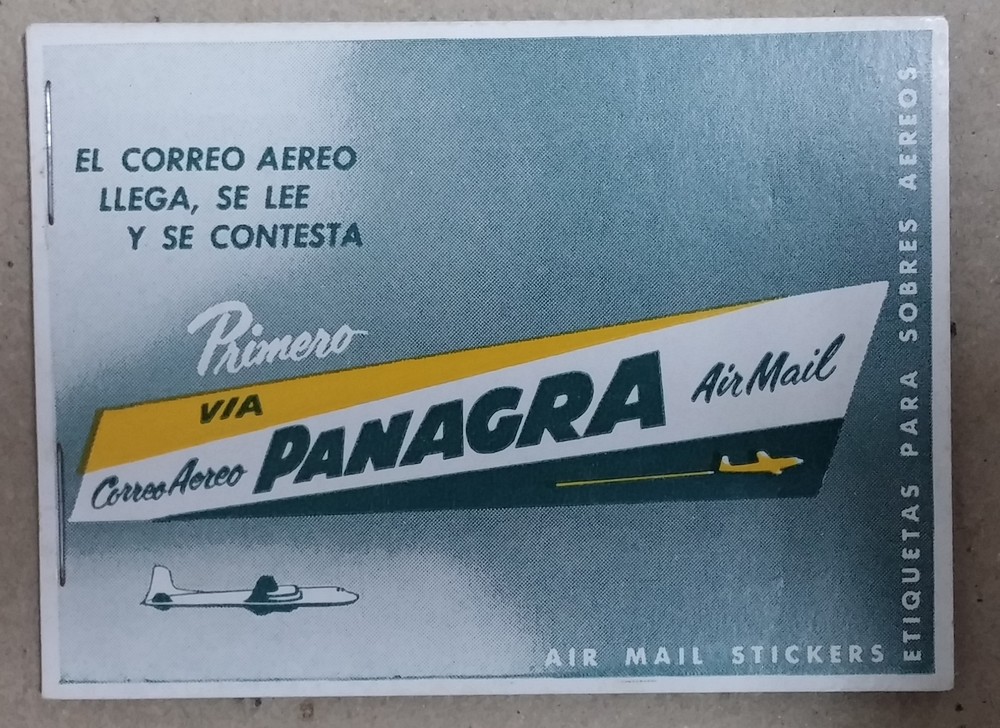 EL CORREO AEREO
LLEGA, SE LEE
Y SE CONTESTA
Primero
VIA
Correo Aereo PANAGRA Air Mail
AIR MAIL STICKERS
ETIQUETAS PARA SOBRES AEREOS